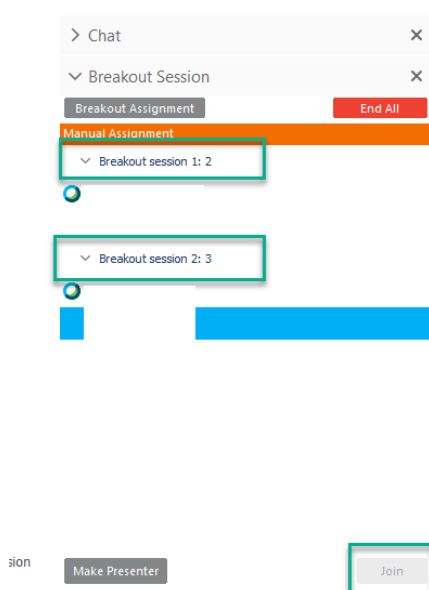 Chat
Breakout Session
Breakout Assignment End All
Manual Assignment
Breakout session 1: 2
Breakout session 2: 3
sion
Make Presenter Join